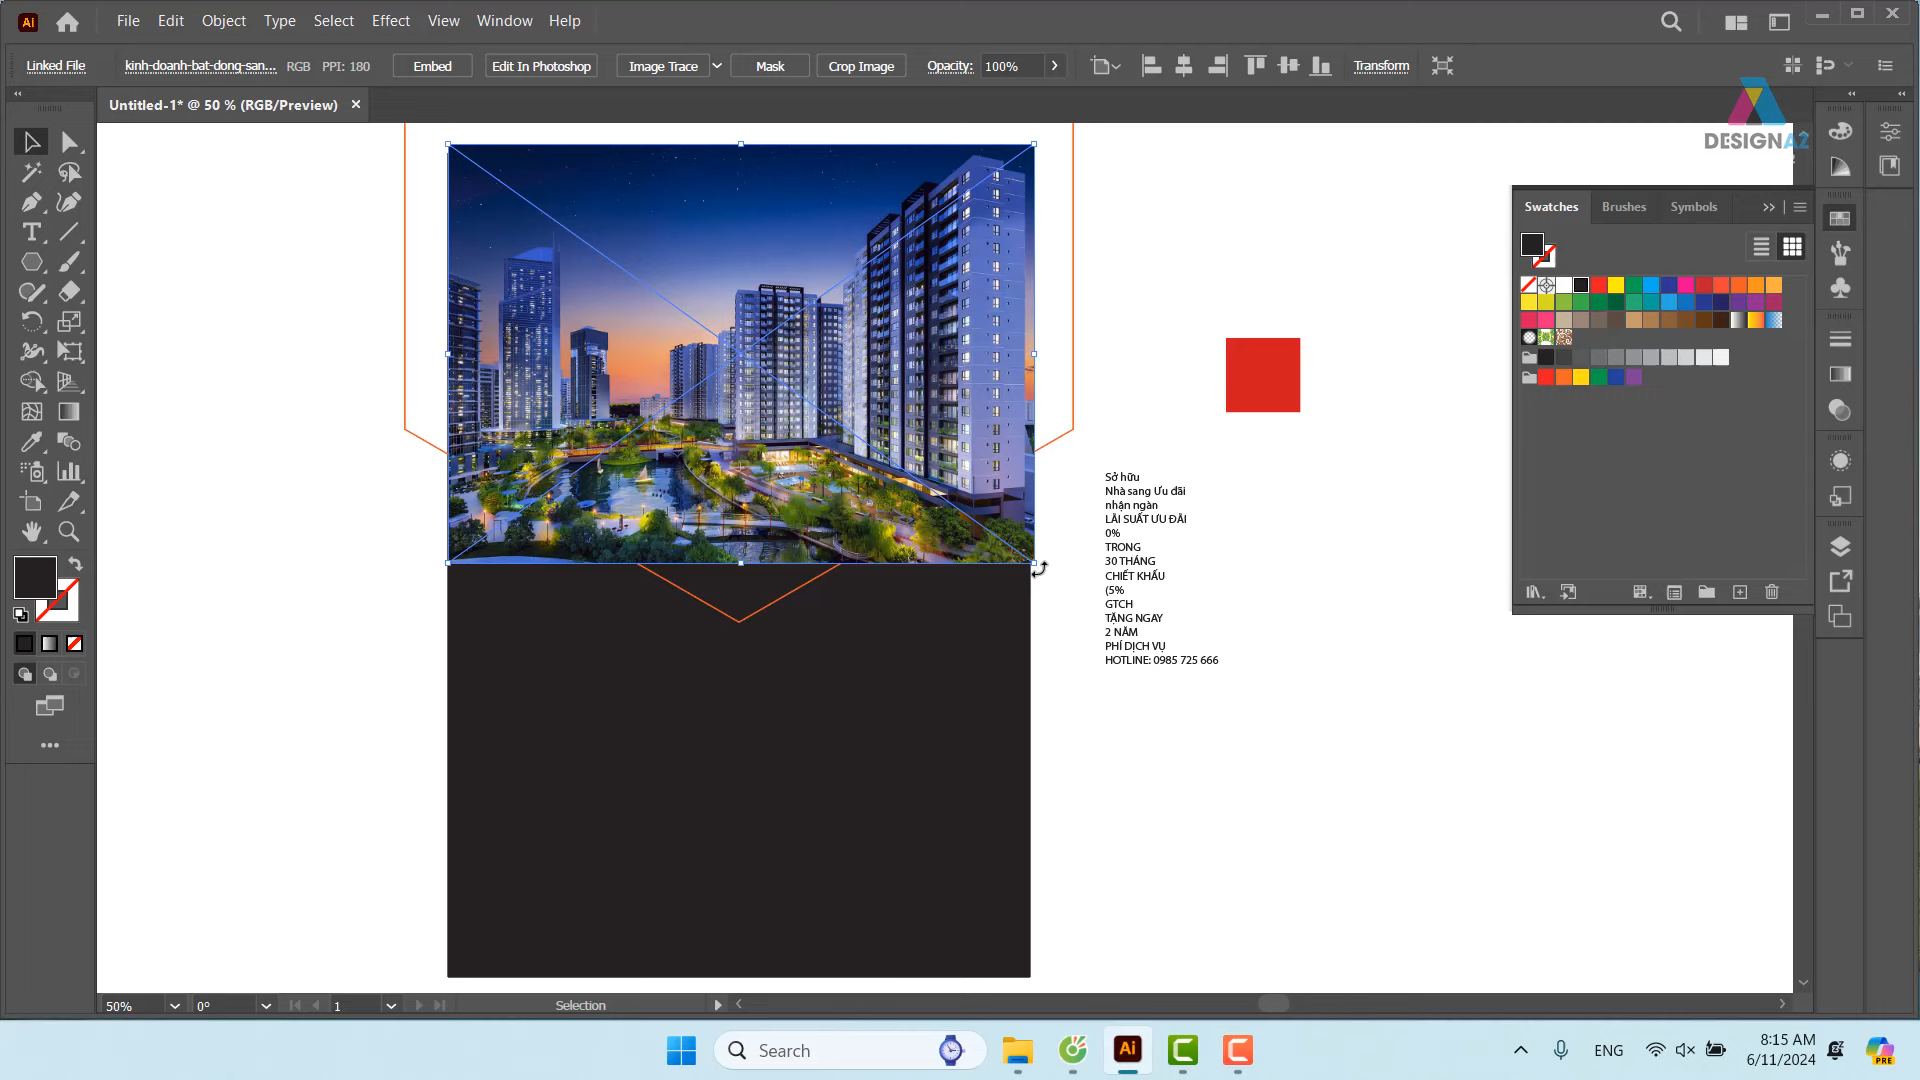 Ai
File
Edit
Object
Type
Select
Effect
View
Window
Help
Linked File
kinh-doanh-bat-dong-san...
RGB
PPI: 180
Embed
Edit In Photoshop
Image Trace
Mask
Crop Image
Opacity:
100%
Transform
Untitled-1* @ 50 % (RGB/Preview)
DESIGNA2
Swatches
Brushes
Symbols
Sở hữu
Nhà sang Ưu đãi
nhận ngàn
LÃI SUẤT ƯU ĐÃI
0%
TRONG
30 THÁNG
CHIẾT KHẤU
(5%
GTCH
TẶNG NGAY
2 NĂM
PHÍ DỊCH VỤ
HOTLINE: 0985 725 666
50%
0°
1
Selection
Search
Ai
ENG
8:15 AM
6/11/2024
PRE